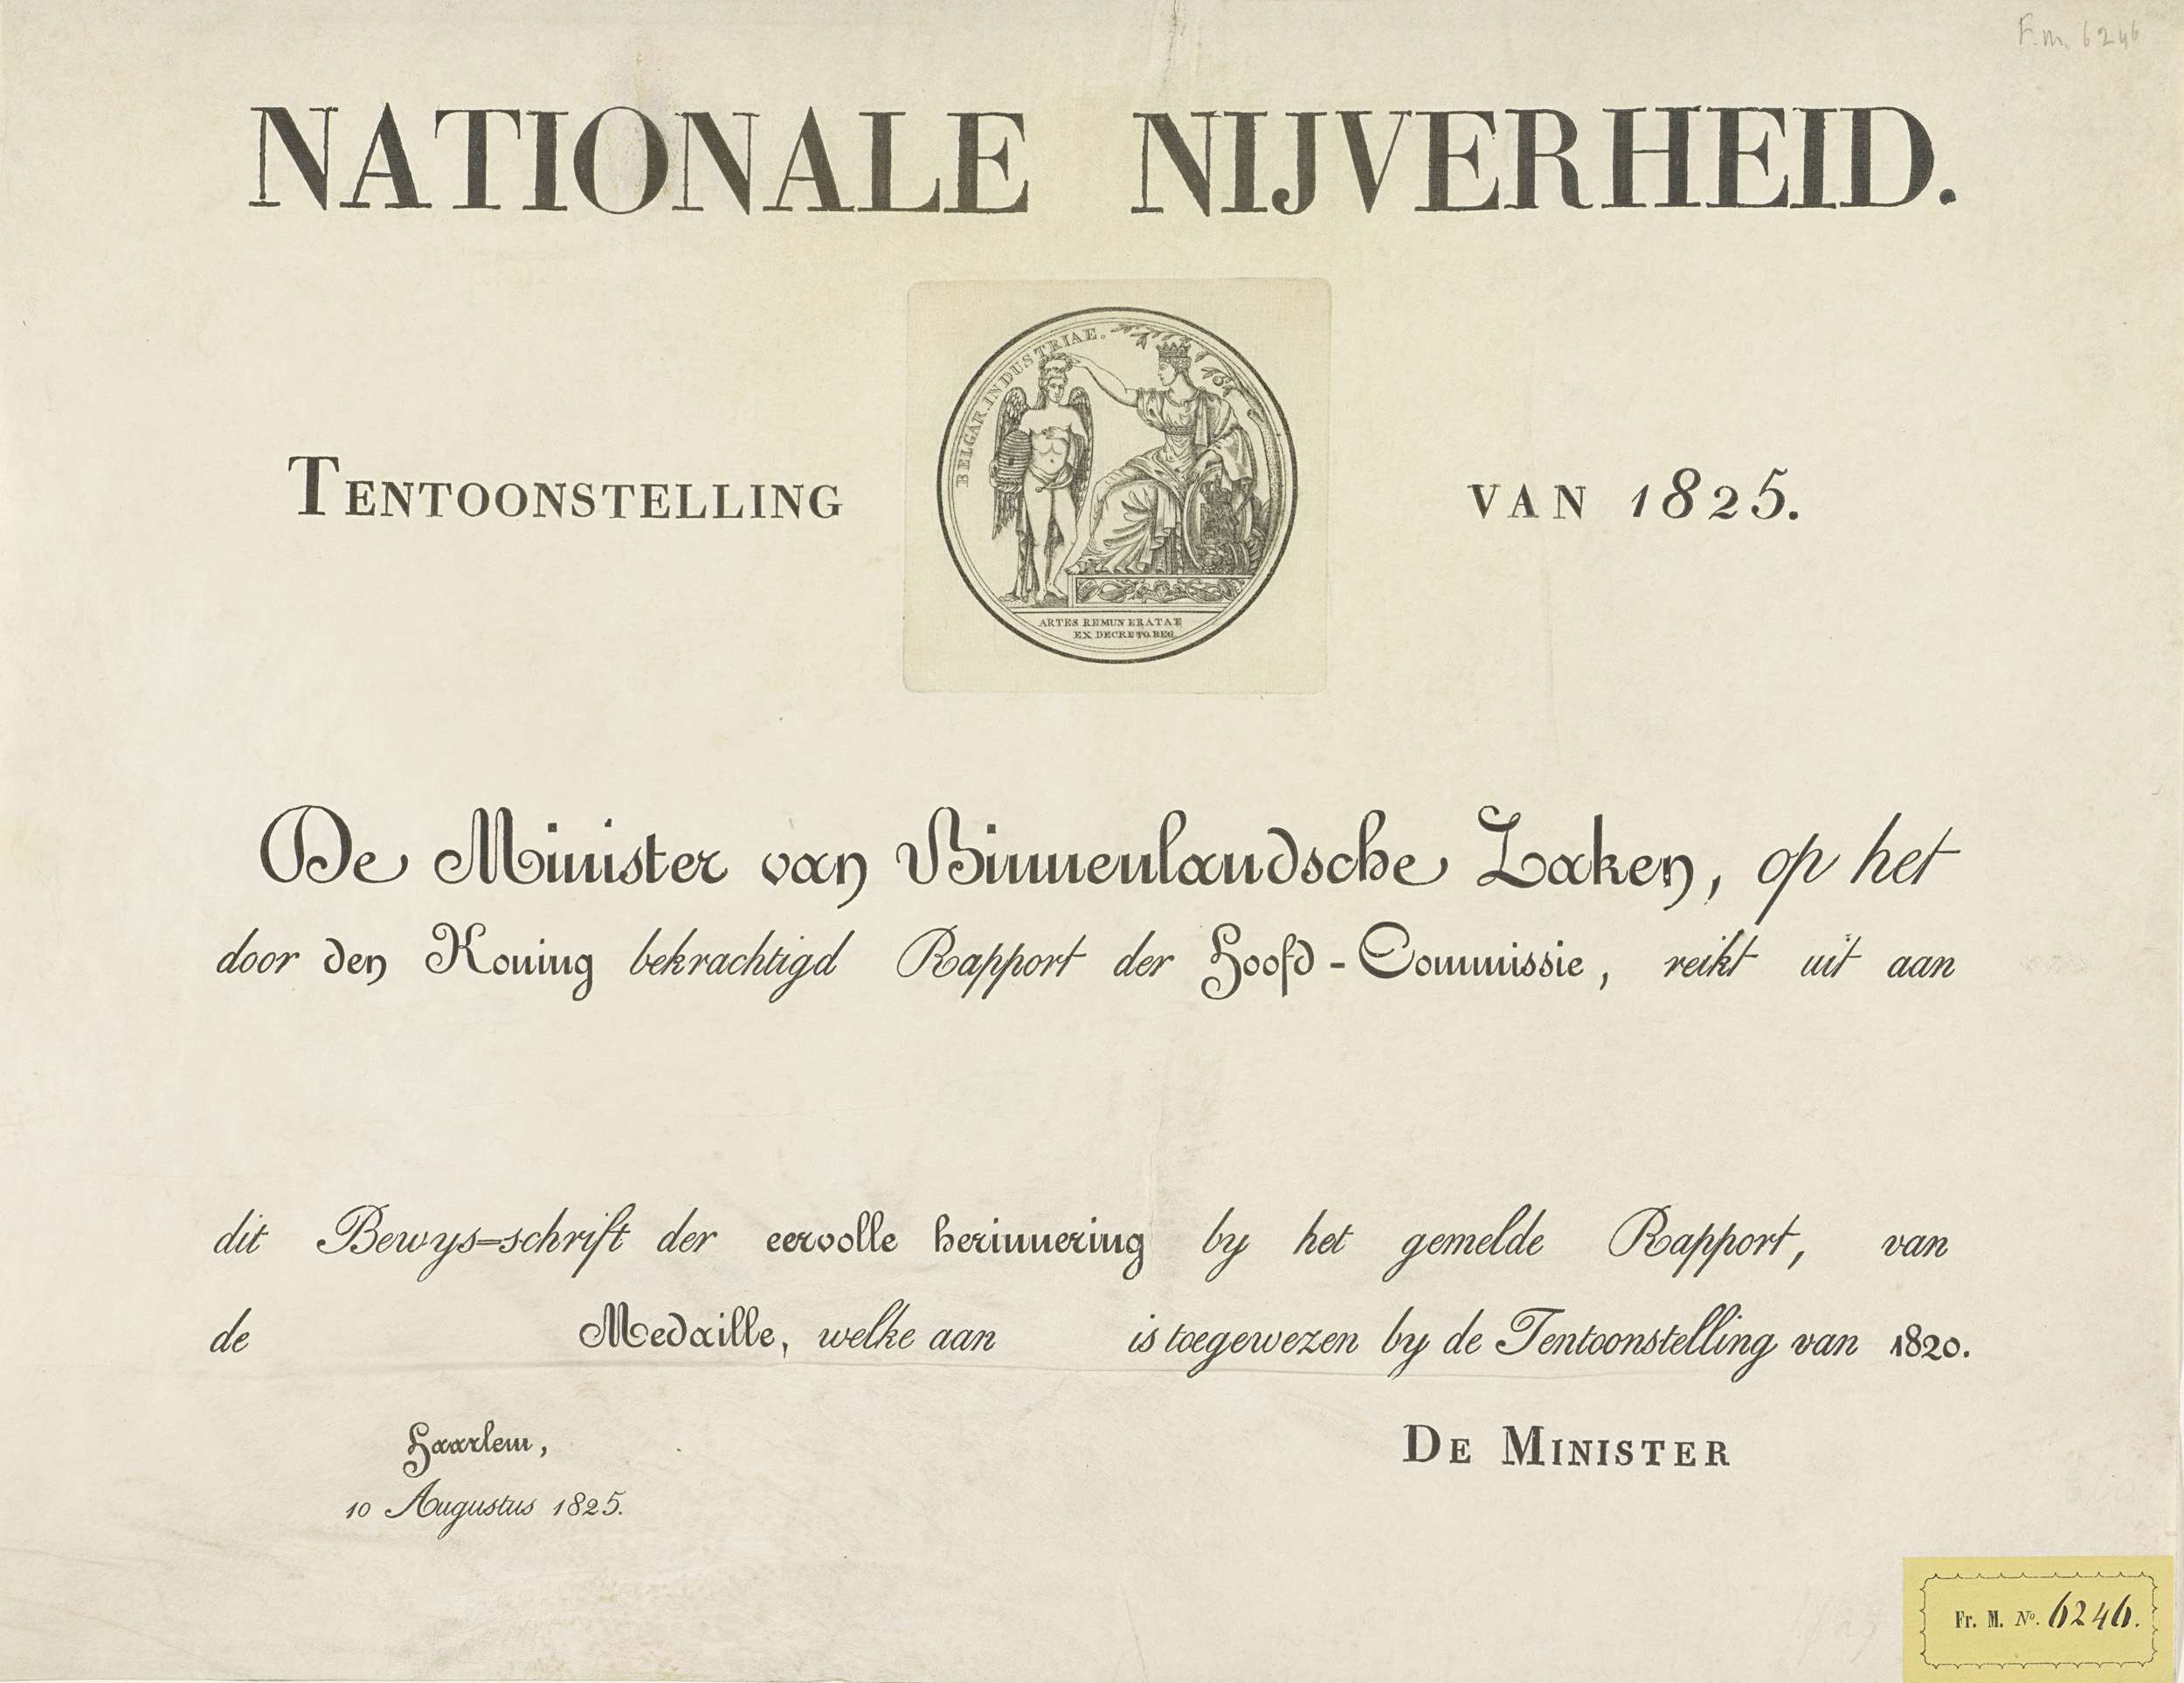 F.m. 6246
NATIONALE NIJVERHEID.
BELGAR. INDUSTRIAE.
TENTOONSTELLING VAN 1825.
ARTES REMUNERATAE
EX DECRETO. REG.
De Minister van Binnenlandsche Zaken, op het
door den Koning bekrachtigd Rapport der Hoofd-Commissie, reikt uit aan
dit Bewys=schrift der eervolle herinnering by het gemelde Rapport, van
de Medaille, welke aan is toegewezen by de Tentoonstelling van 1820.
Haarlem,
10 Augustus 1825.
DE MINISTER
Fr. M. No. 6246.